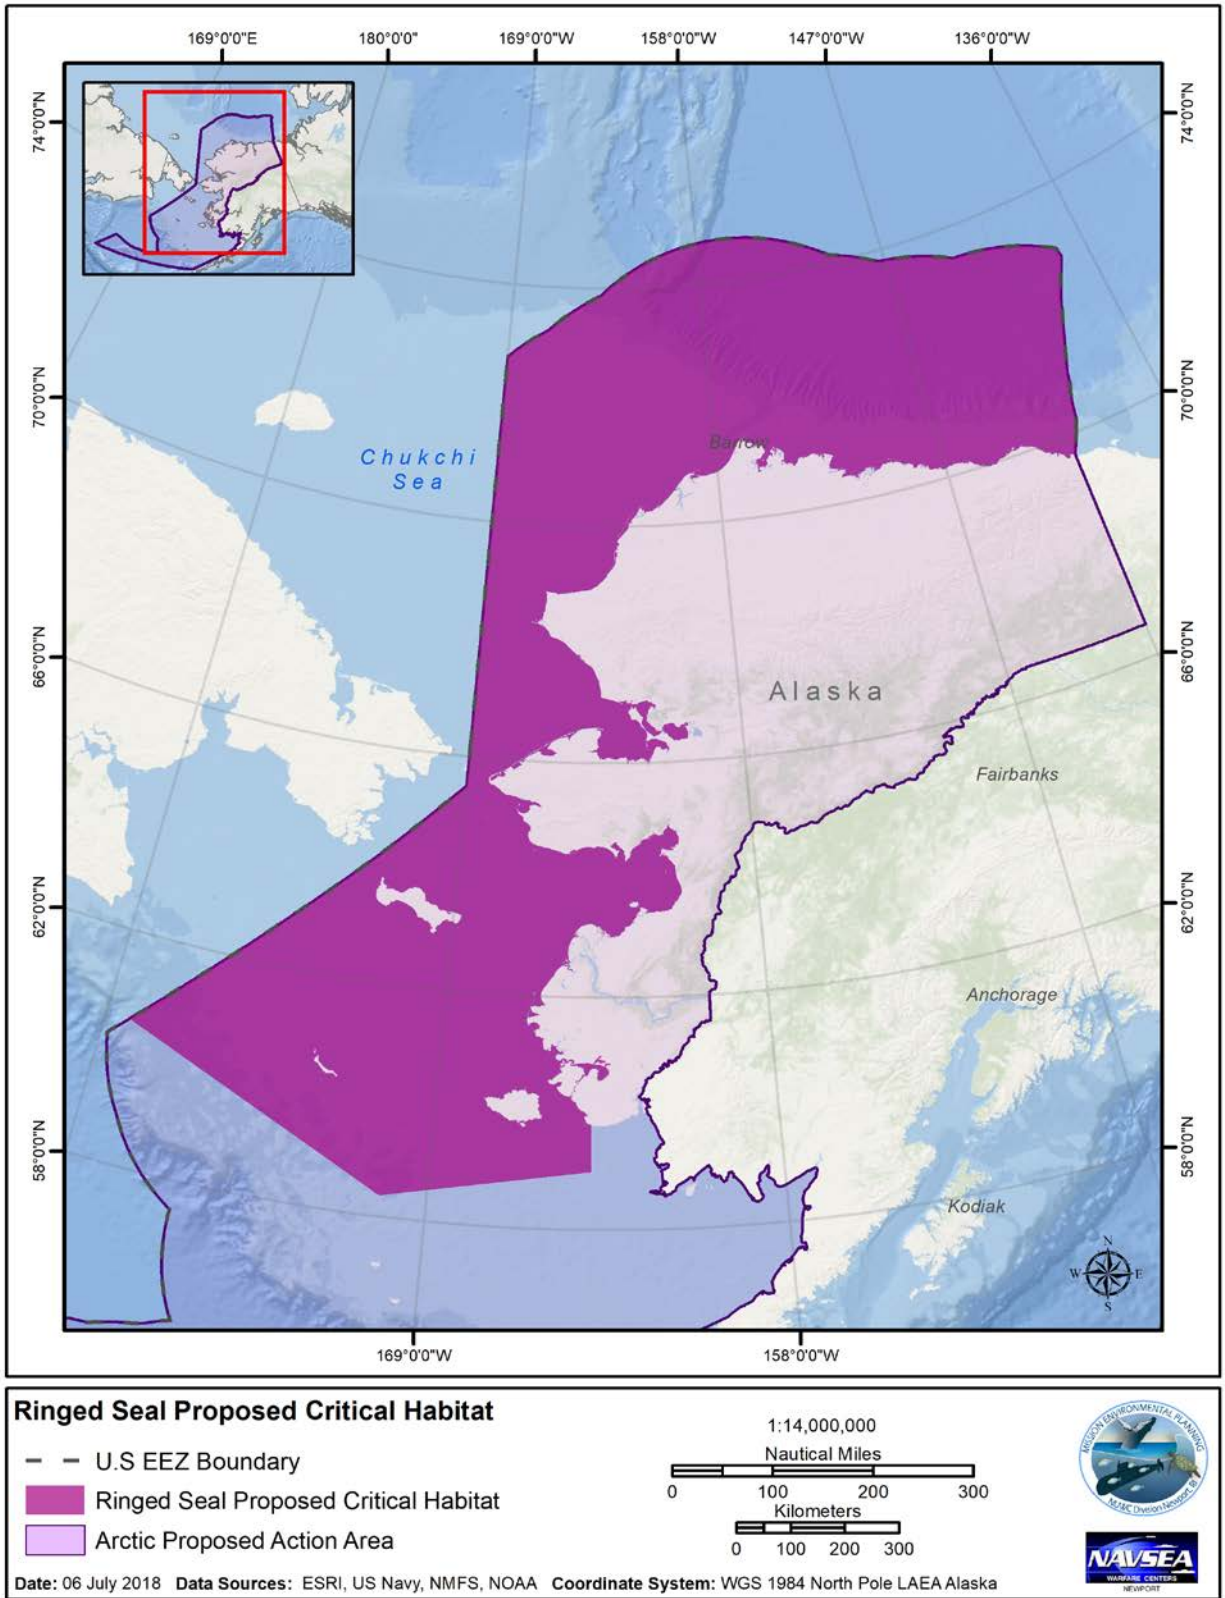 169°0'0"E 180°0'0" 169°0'0"W 158°0'0"W 147°0'0"W 136°0'0"W
74°0'0"N 74°0'0"N
70°0'0"N 70°0'0"N
Barrow
Chukchi
Sea
66°0'0"N 66°0'0"N
Alaska
Fairbanks
62°0'0"N 62°0'0"N
Anchorage
58°0'0"N 58°0'0"N
Kodiak
N
W E
S
169°0'0"W 158°0'0"W
Ringed Seal Proposed Critical Habitat
U.S EEZ Boundary
Ringed Seal Proposed Critical Habitat
Arctic Proposed Action Area
1:14,000,000
Nautical Miles
0 100 200 300
Kilometers
0 100 200 300
MISSION ENVIRONMENTAL PLANNING
NUWC Division Newport, RI
NAVSEA
WARFARE CENTERS
NEWPORT
Date: 06 July 2018 Data Sources: ESRI, US Navy, NMFS, NOAA Coordinate System: WGS 1984 North Pole LAEA Alaska